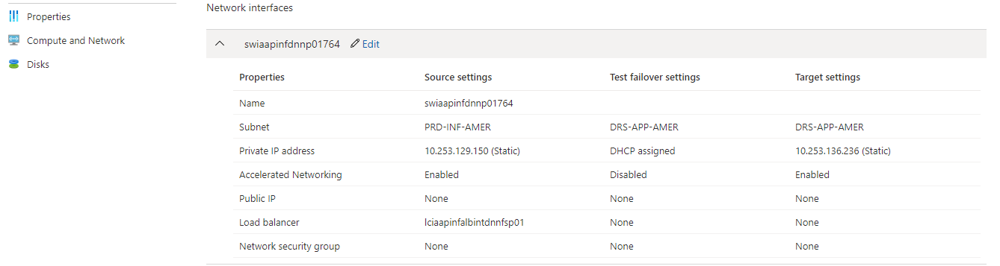 Network interfaces
Properties
Compute and Network
Disks
swiaapinfdnnp01764 Edit
Properties Source settings Test failover settings Target settings
Name swiaapinfdnnp01764
Subnet PRD-INF-AMER DRS-APP-AMER DRS-APP-AMER
Private IP address 10.253.129.150 (Static) DHCP assigned 10.253.136.236 (Static)
Accelerated Networking Enabled Disabled Enabled
Public IP None None None
Load balancer lciaapinfalbintdnnfsp01 None None
Network security group None None None